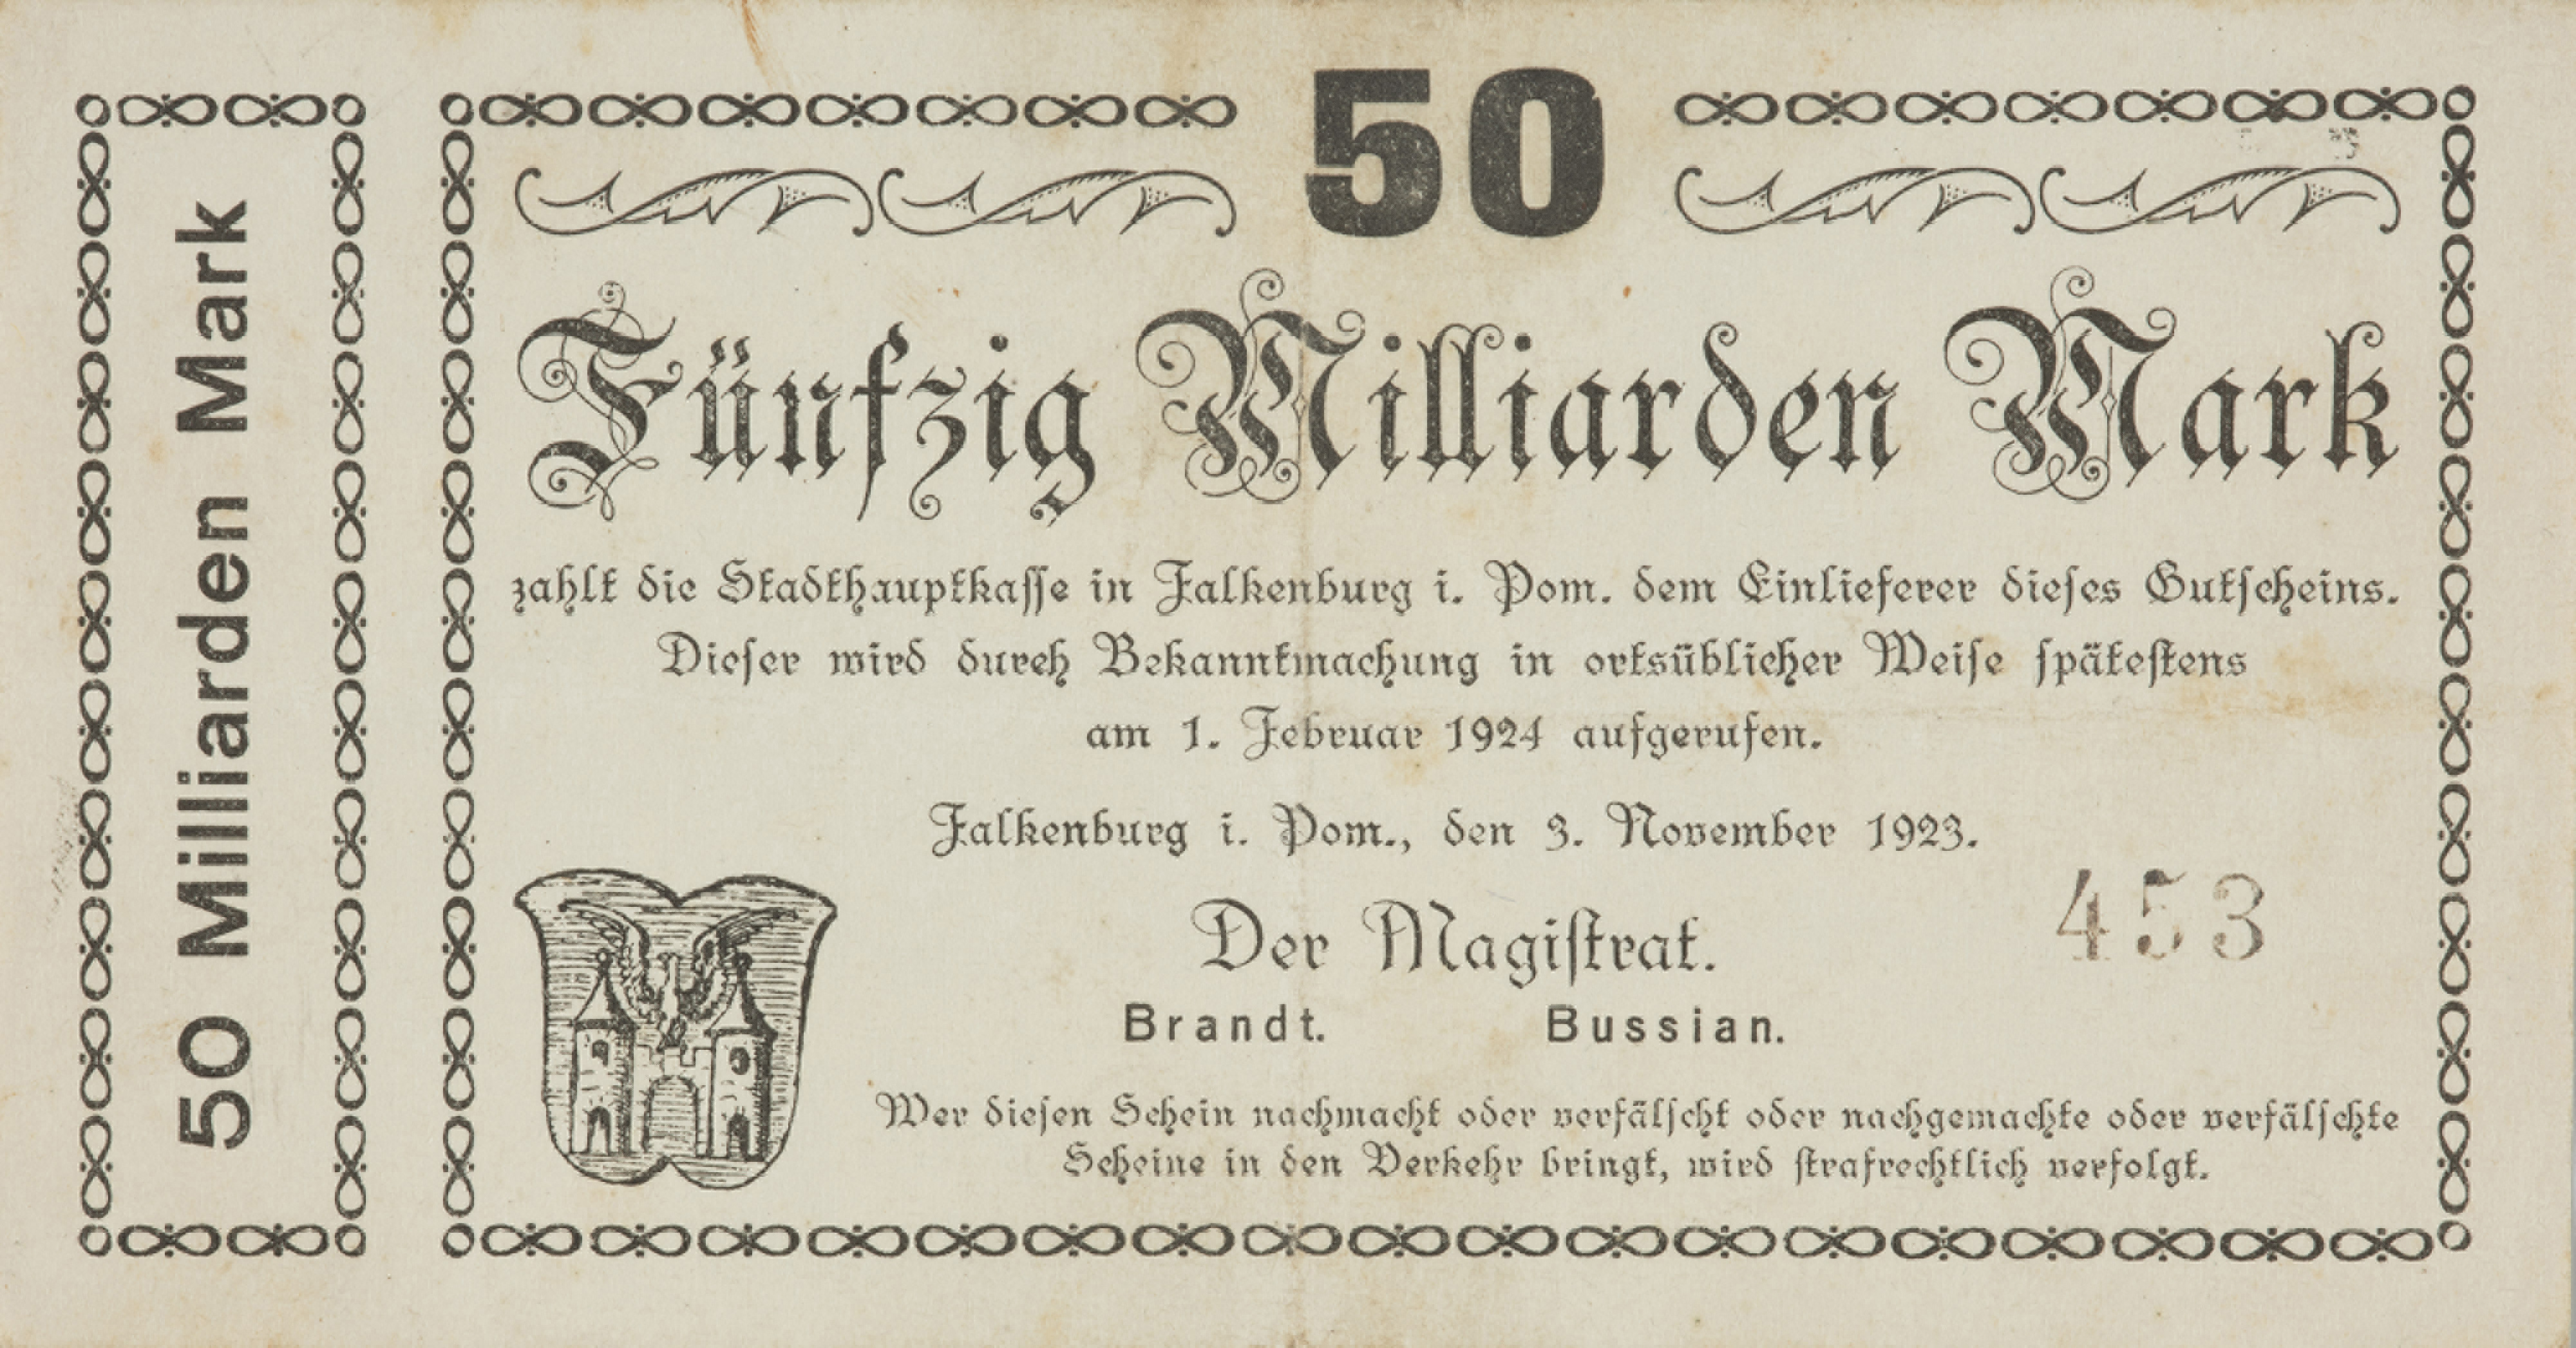 50 Milliarden Mark
50
Fünfzig Milliarden Mark
zahlt die Stadthauptkasse in Falkenburg i. Pom. dem Einlieferer dieses Gutscheins.
Dieser wird durch Bekanntmachung in ortsüblicher Weise spätestens
am 1. Februar 1924 aufgerufen.
Falkenburg i. Pom., den 3. November 1923.
453
Der Magistrat.
Brandt. Bussian.
Wer diesen Schein nachmacht oder verfälscht oder nachgemachte oder verfälschte
Scheine in den Verkehr bringt, wird strafrechtlich verfolgt.